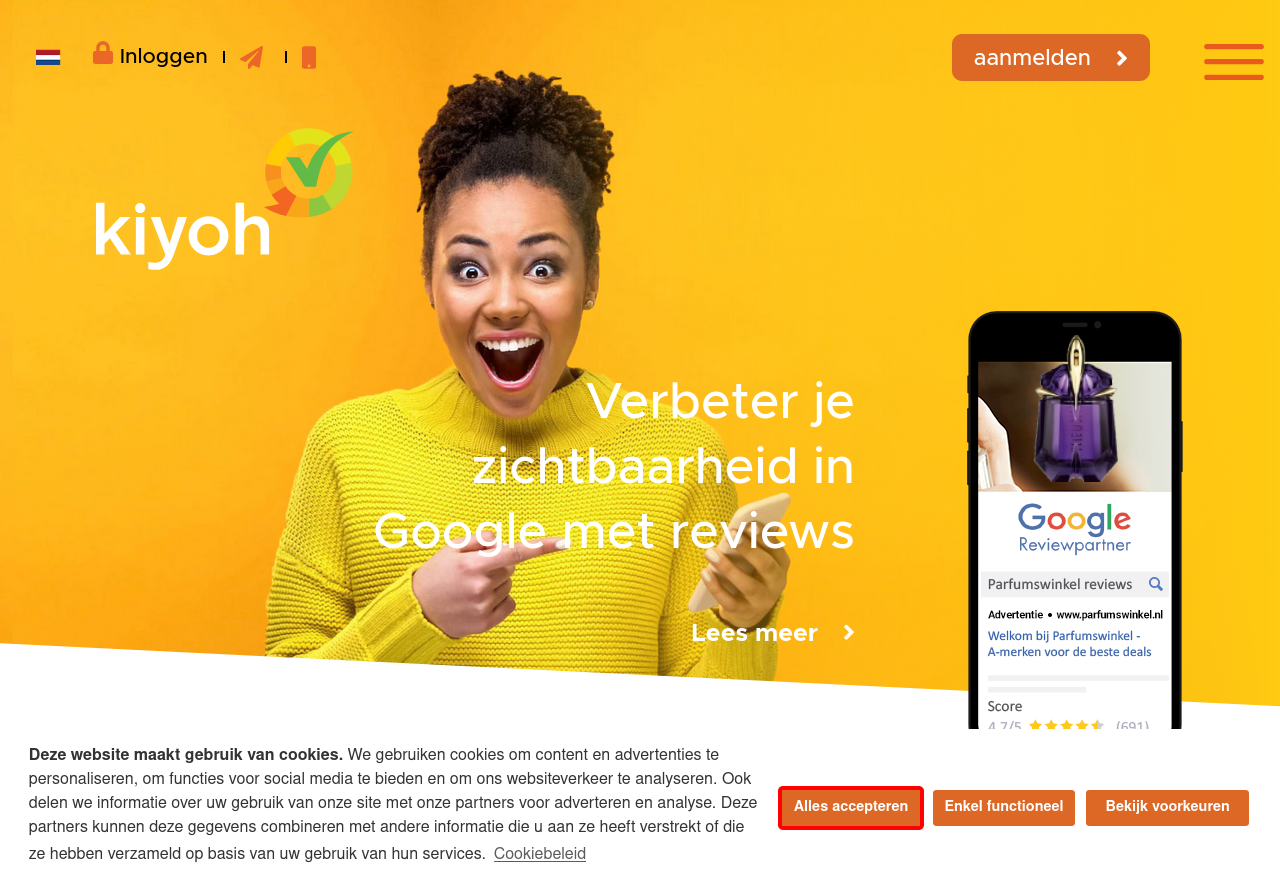 Inloggen
aanmelden
kiyoh
Verbeter je
zichtbaarheid in
Google met reviews
Lees meer
Google
Reviewpartner
Parfumswinkel reviews
Advertentie • www.parfumswinkel.nl
Welkom bij Parfumswinkel -
A-merken voor de beste deals
Score
4.7/5 (691)
Deze website maakt gebruik van cookies. We gebruiken cookies om content en advertenties te
personaliseren, om functies voor social media te bieden en om ons websiteverkeer te analyseren. Ook
delen we informatie over uw gebruik van onze site met onze partners voor adverteren en analyse. Deze
partners kunnen deze gegevens combineren met andere informatie die u aan ze heeft verstrekt of die
ze hebben verzameld op basis van uw gebruik van hun services. Cookiebeleid
Alles accepteren
Enkel functioneel
Bekijk voorkeuren